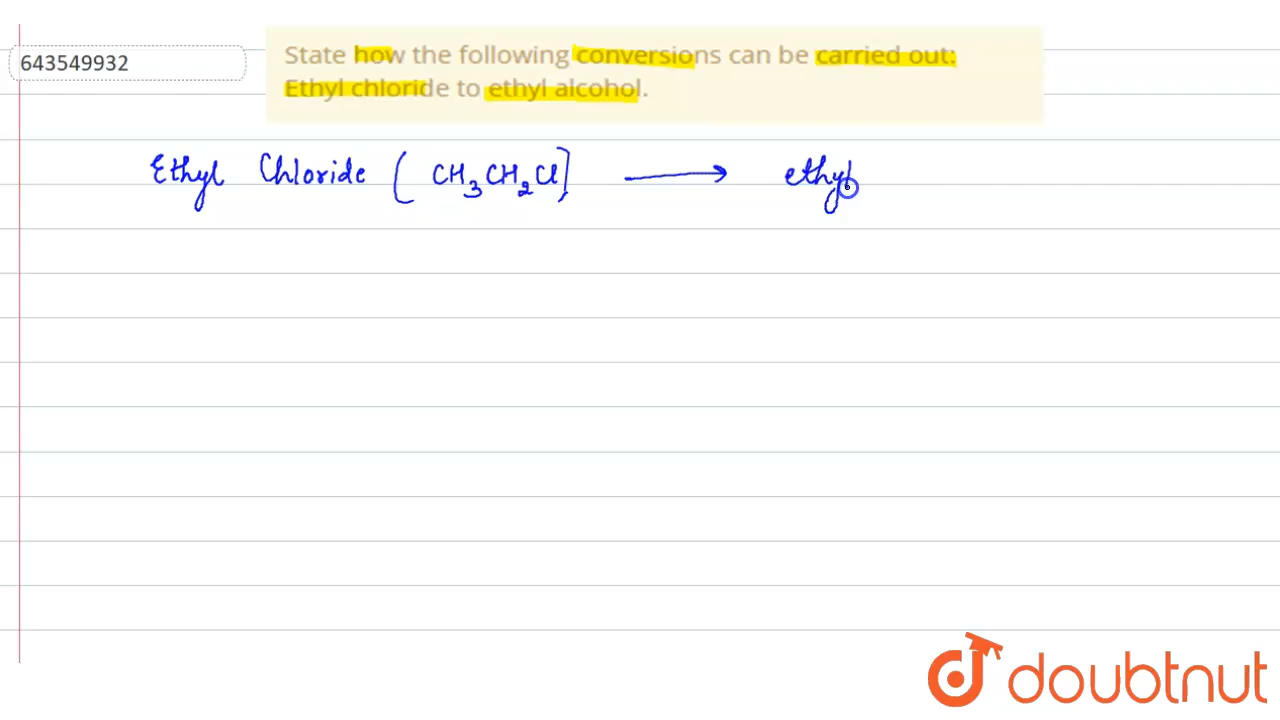 643549932
State how the following conversions can be carried out:
Ethyl chloride to ethyl alcohol.
Ethyl Chloride (CH₃CH₂Cl) ⟶ ethyl
doubtnut